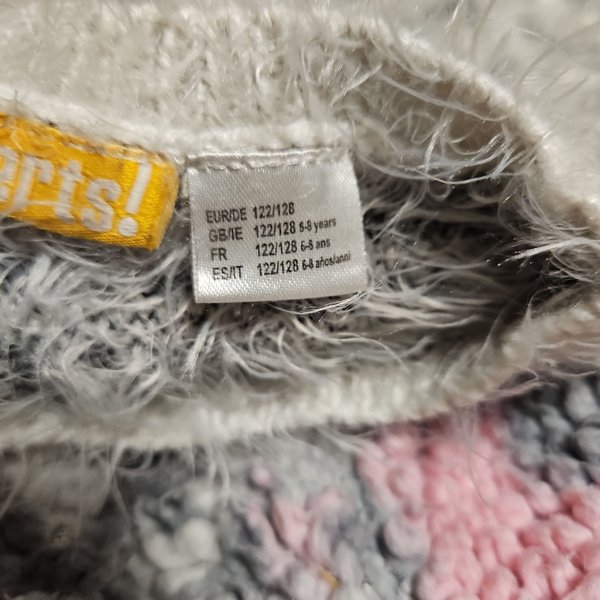 erts!
EUR/DE 122/128
GB/IE 122/128 6-8 years
FR 122/128 6-8 ans
ES/IT 122/128 6-8 años/anni